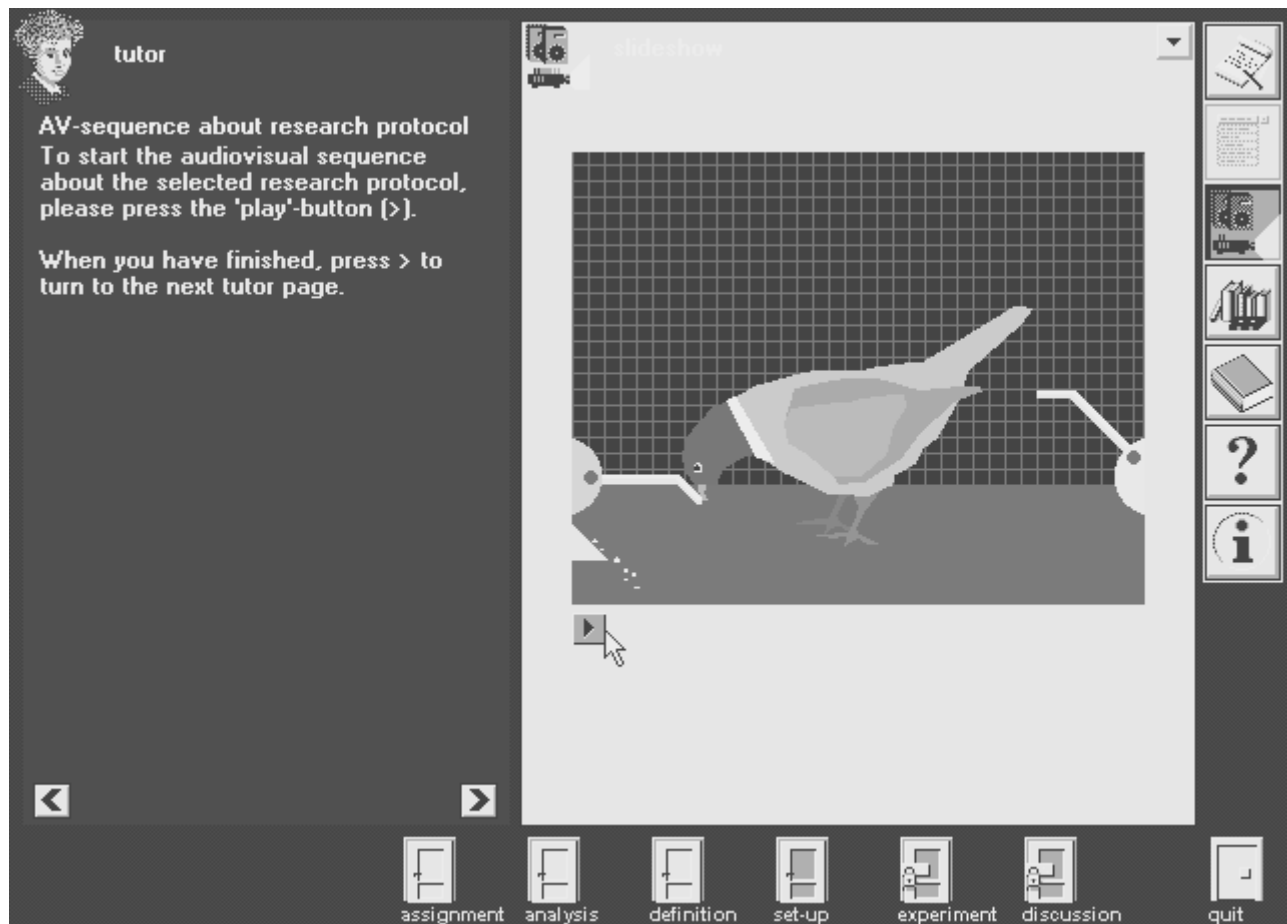 tutor
AV-sequence about research protocol
To start the audiovisual sequence
about the selected research protocol,
please press the 'play'-button (>).
When you have finished, press > to
turn to the next tutor page.
slideshow
assignment
analysis
definition
set-up
experiment
discussion
quit